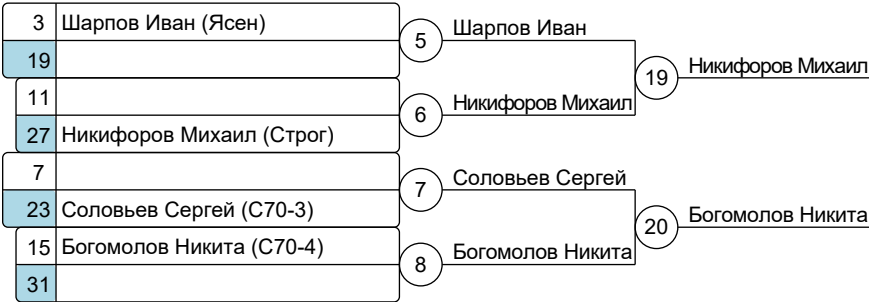 3 Шарпов Иван (Ясен)
19
5 Шарпов Иван
11
27 Никифоров Михаил (Строг)
6 Никифоров Михаил
19 Никифоров Михаил
7
23 Соловьев Сергей (С70-3)
7 Соловьев Сергей
15 Богомолов Никита (С70-4)
31
8 Богомолов Никита
20 Богомолов Никита